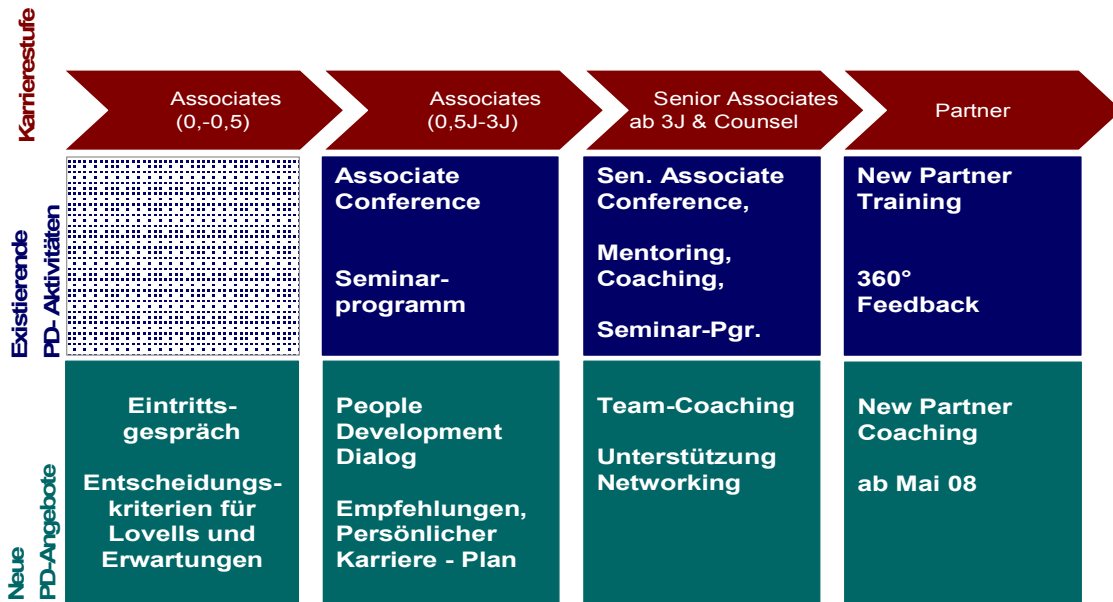 Karrierestufe
Associates
(0,-0,5)
Associates
(0,5J-3J)
Senior Associates
ab 3J & Counsel
Partner
Existierende
PD- Aktivitäten
Associate
Conference
Seminar-
programm
Sen. Associate
Conference,
Mentoring,
Coaching,
Seminar-Pgr.
New Partner
Training
360°
Feedback
Neue
PD-Angebote
Eintritts-
gespräch
Entscheidungs-
kriterien für
Lovells und
Erwartungen
People
Development
Dialog
Empfehlungen,
Persönlicher
Karriere - Plan
Team-Coaching
Unterstützung
Networking
New Partner
Coaching
ab Mai 08